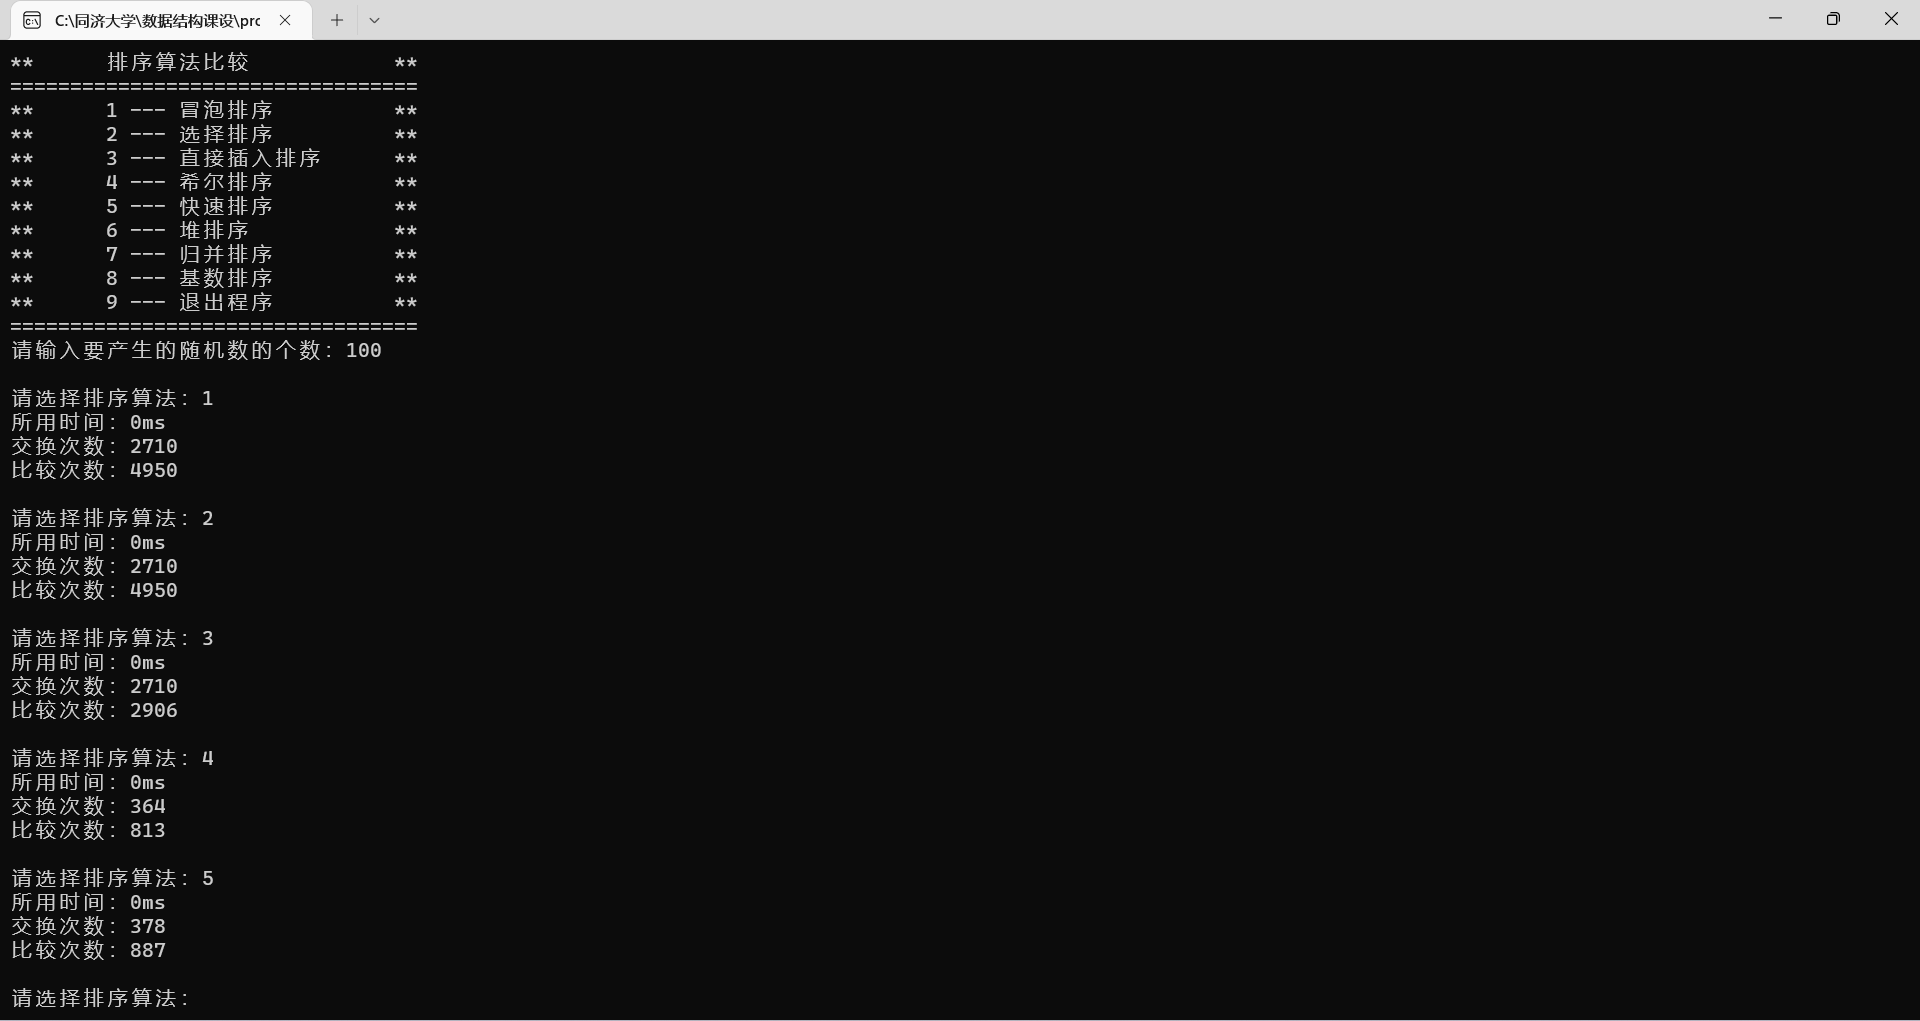 C:\同济大学\数据结构课设\prc
** 排序算法比较 **
==================================
** 1 --- 冒泡排序 **
** 2 --- 选择排序 **
** 3 --- 直接插入排序 **
** 4 --- 希尔排序 **
** 5 --- 快速排序 **
** 6 --- 堆排序 **
** 7 --- 归并排序 **
** 8 --- 基数排序 **
** 9 --- 退出程序 **
==================================
请输入要产生的随机数的个数：100
请选择排序算法：1
所用时间：0ms
交换次数：2710
比较次数：4950
请选择排序算法：2
所用时间：0ms
交换次数：2710
比较次数：4950
请选择排序算法：3
所用时间：0ms
交换次数：2710
比较次数：2906
请选择排序算法：4
所用时间：0ms
交换次数：364
比较次数：813
请选择排序算法：5
所用时间：0ms
交换次数：378
比较次数：887
请选择排序算法：